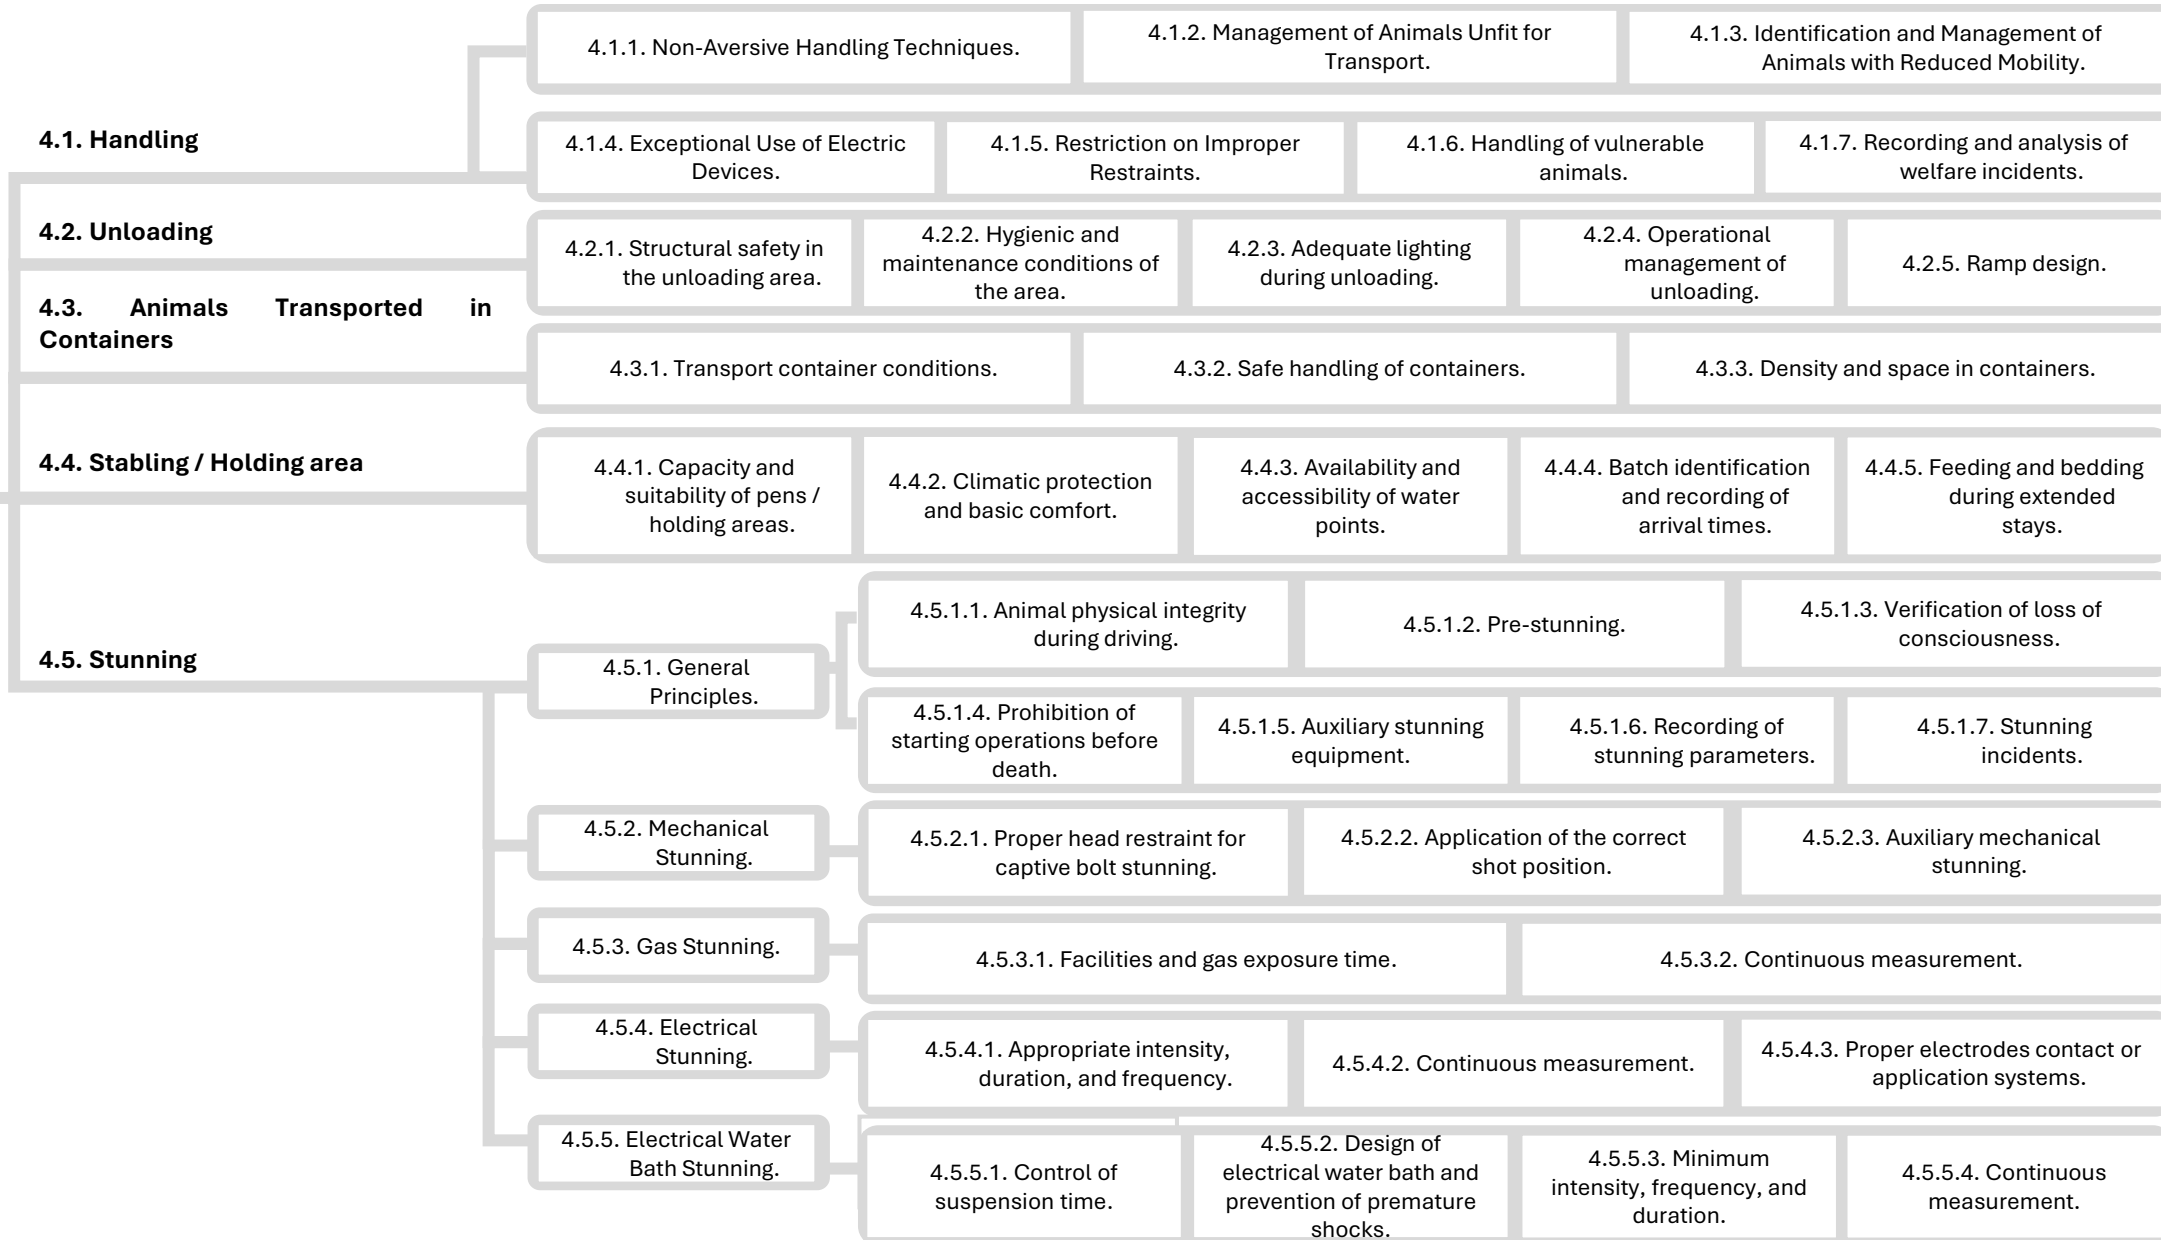 4.1. Handling
4.1.1. Non-Aversive Handling Techniques.
4.1.2. Management of Animals Unfit for
Transport.
4.1.3. Identification and Management of
Animals with Reduced Mobility.
4.1.4. Exceptional Use of Electric
Devices.
4.1.5. Restriction on Improper
Restraints.
4.1.6. Handling of vulnerable
animals.
4.1.7. Recording and analysis of
welfare incidents.
4.2. Unloading
4.2.1. Structural safety in
the unloading area.
4.2.2. Hygienic and
maintenance conditions of
the area.
4.2.3. Adequate lighting
during unloading.
4.2.4. Operational
management of
unloading.
4.2.5. Ramp design.
4.3. Animals Transported in
Containers
4.3.1. Transport container conditions.
4.3.2. Safe handling of containers.
4.3.3. Density and space in containers.
4.4. Stabling / Holding area
4.4.1. Capacity and
suitability of pens /
holding areas.
4.4.2. Climatic protection
and basic comfort.
4.4.3. Availability and
accessibility of water
points.
4.4.4. Batch identification
and recording of
arrival times.
4.4.5. Feeding and bedding
during extended
stays.
4.5. Stunning
4.5.1. General
Principles.
4.5.1.1. Animal physical integrity
during driving.
4.5.1.2. Pre-stunning.
4.5.1.3. Verification of loss of
consciousness.
4.5.1.4. Prohibition of
starting operations before
death.
4.5.1.5. Auxiliary stunning
equipment.
4.5.1.6. Recording of
stunning parameters.
4.5.1.7. Stunning
incidents.
4.5.2. Mechanical
Stunning.
4.5.2.1. Proper head restraint for
captive bolt stunning.
4.5.2.2. Application of the correct
shot position.
4.5.2.3. Auxiliary mechanical
stunning.
4.5.3. Gas Stunning.
4.5.3.1. Facilities and gas exposure time.
4.5.3.2. Continuous measurement.
4.5.4. Electrical
Stunning.
4.5.4.1. Appropriate intensity,
duration, and frequency.
4.5.4.2. Continuous measurement.
4.5.4.3. Proper electrodes contact or
application systems.
4.5.5. Electrical Water
Bath Stunning.
4.5.5.1. Control of
suspension time.
4.5.5.2. Design of
electrical water bath and
prevention of premature
shocks.
4.5.5.3. Minimum
intensity, frequency, and
duration.
4.5.5.4. Continuous
measurement.